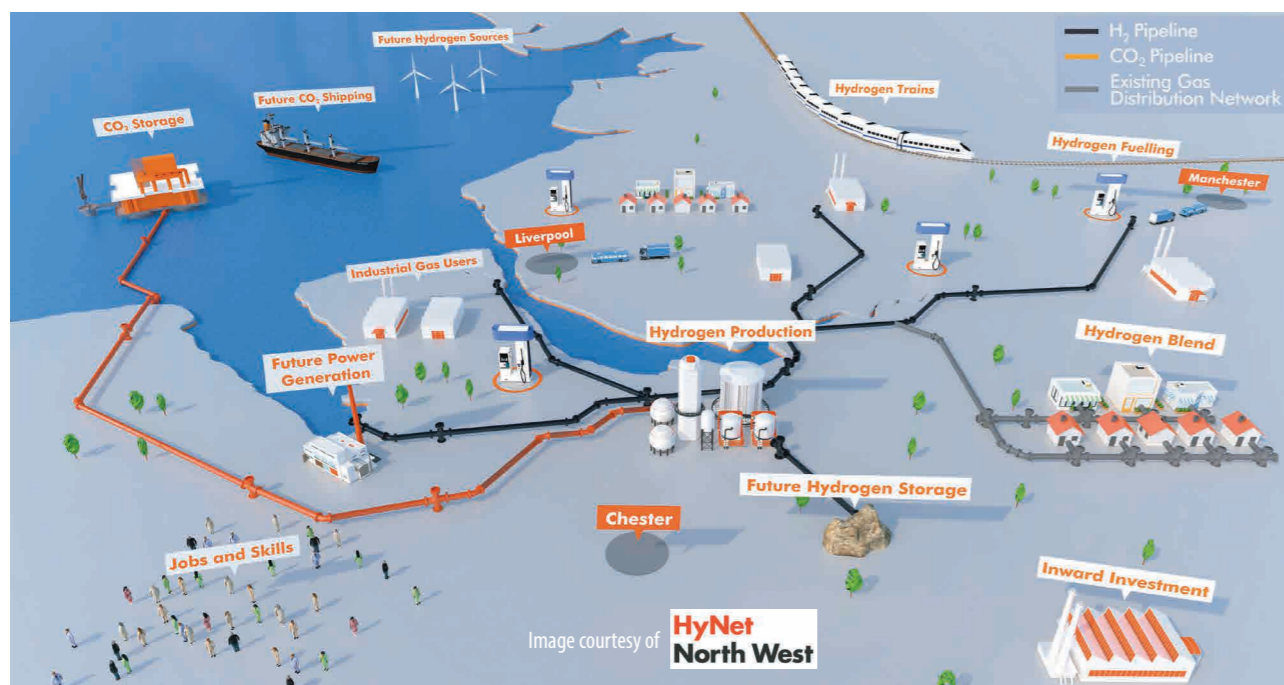 Future Hydrogen Sources
H₂ Pipeline
CO₂ Pipeline
Existing Gas
Distribution Network
Future CO₂ Shipping
CO₂ Storage
Hydrogen Trains
Hydrogen Fuelling
Manchester
Liverpool
Industrial Gas Users
Hydrogen Production
Hydrogen Blend
Future Power
Generation
Future Hydrogen Storage
Chester
Jobs and Skills
Inward Investment
Image courtesy of
HyNet
North West